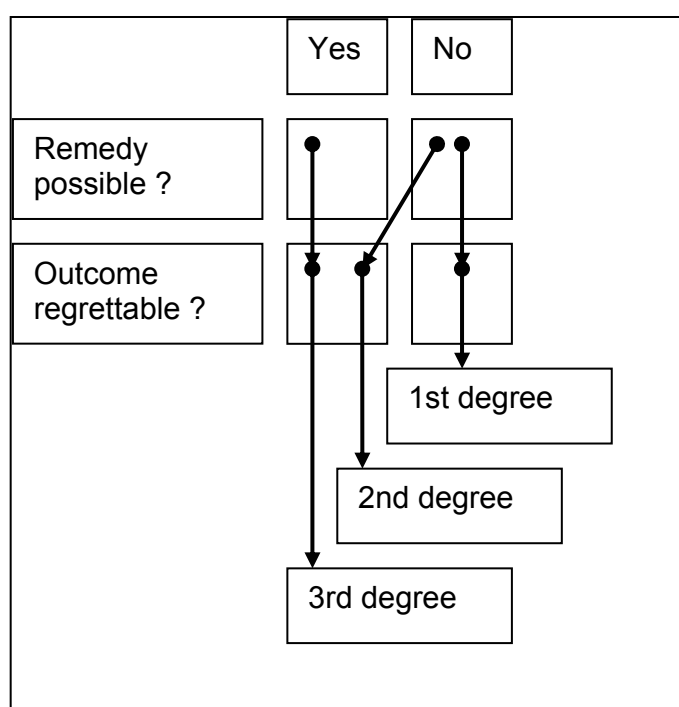 Yes No
Remedy
possible ?
Outcome
regrettable ?
1st degree
2nd degree
3rd degree